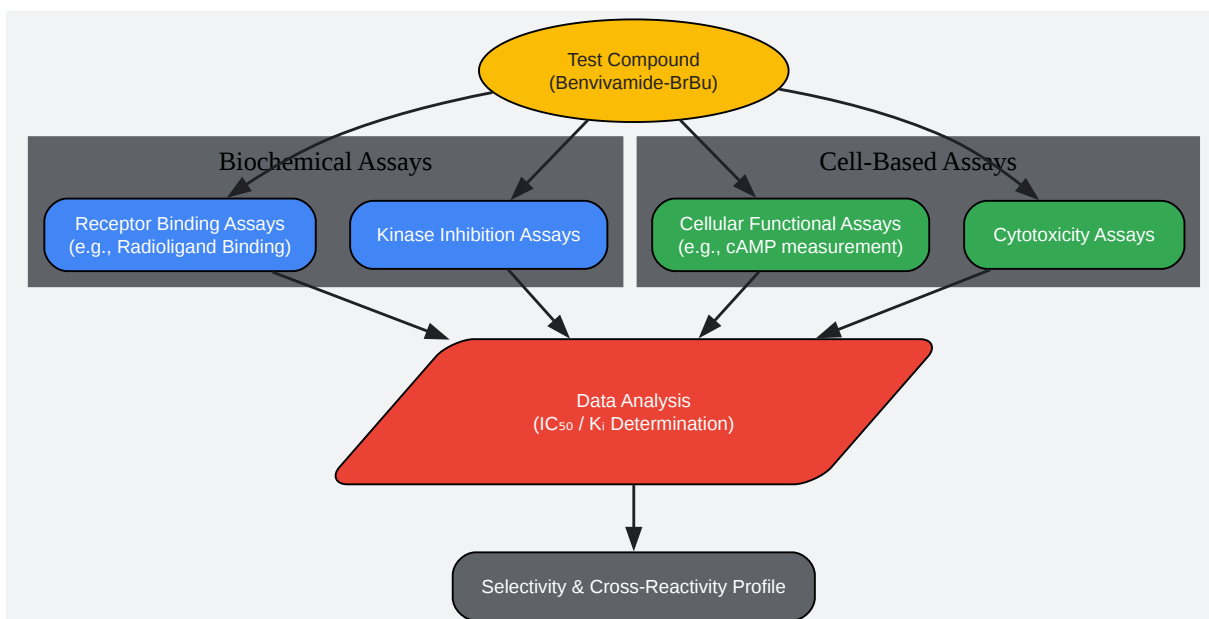 Test Compound
(Benvivamide-BrBu)
Biochemical Assays
Cell-Based Assays
Receptor Binding Assays
(e.g., Radioligand Binding)
Kinase Inhibition Assays
Cellular Functional Assays
(e.g., cAMP measurement)
Cytotoxicity Assays
Data Analysis
(IC₅₀ / Kᵢ Determination)
Selectivity & Cross-Reactivity Profile